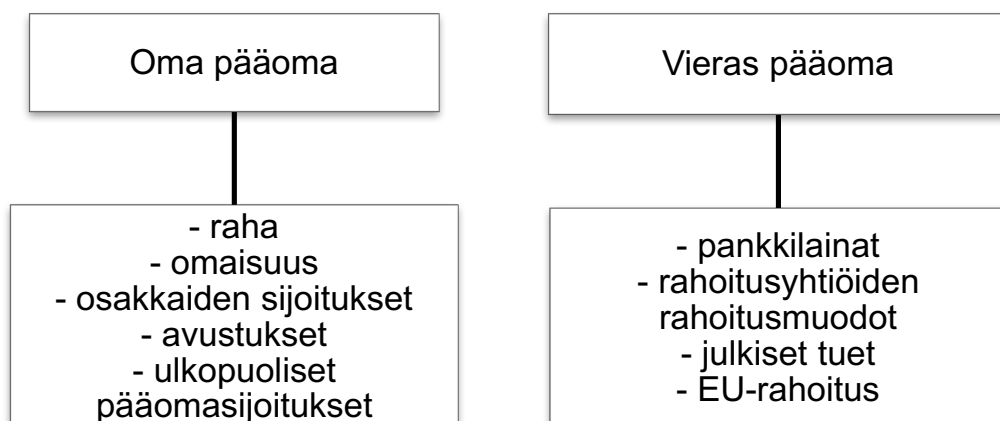 Oma pääoma
- raha
- omaisuus
- osakkaiden sijoitukset
- avustukset
- ulkopuoliset
pääomasijoitukset
Vieras pääoma
- pankkilainat
- rahoitusyhtiöiden
rahoitusmuodot
- julkiset tuet
- EU-rahoitus